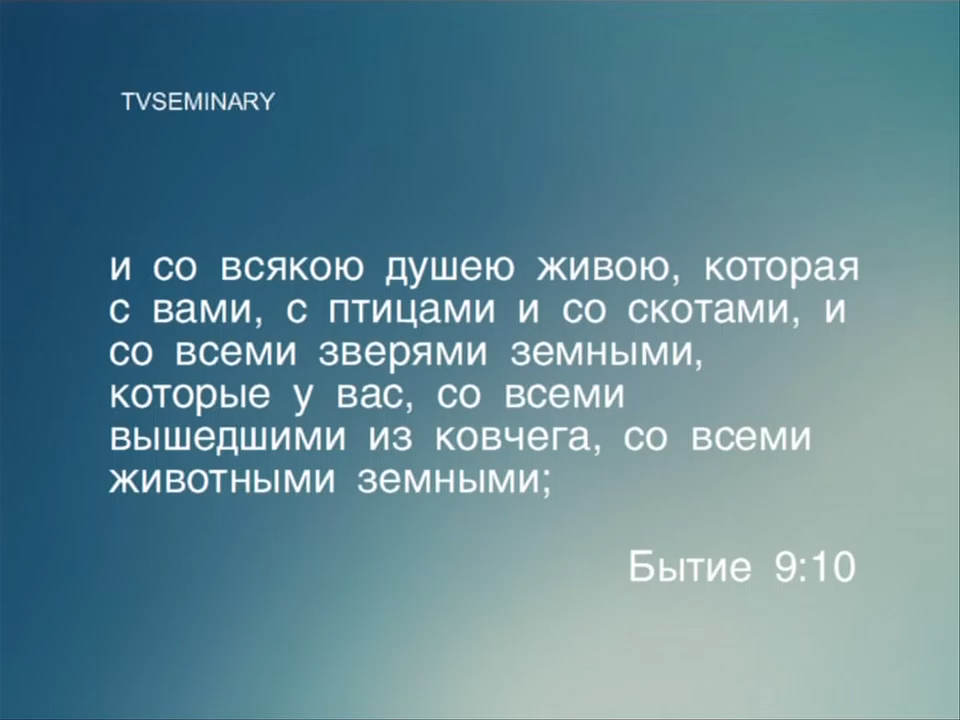 TVSEMINARY
и со всякою душею живою, которая
с вами, с птицами и со скотами, и
со всеми зверями земными,
которые у вас, со всеми
вышедшими из ковчега, со всеми
животными земными;
Бытие 9:10